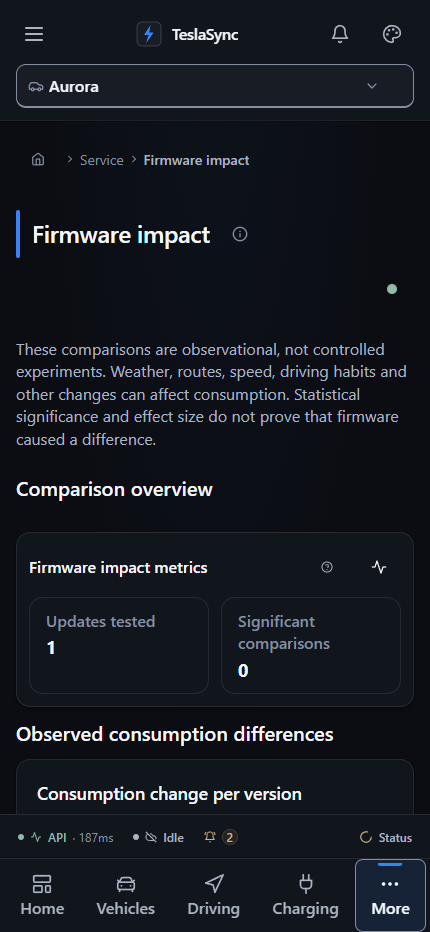 TeslaSync
Aurora
Service
Firmware impact
Firmware impact
These comparisons are observational, not controlled
experiments. Weather, routes, speed, driving habits and
other changes can affect consumption. Statistical
significance and effect size do not prove that firmware
caused a difference.
Comparison overview
Firmware impact metrics
Updates tested
1
Significant
comparisons
0
Observed consumption differences
Consumption change per version
API · 187ms
Idle
2
Status
Home
Vehicles
Driving
Charging
More